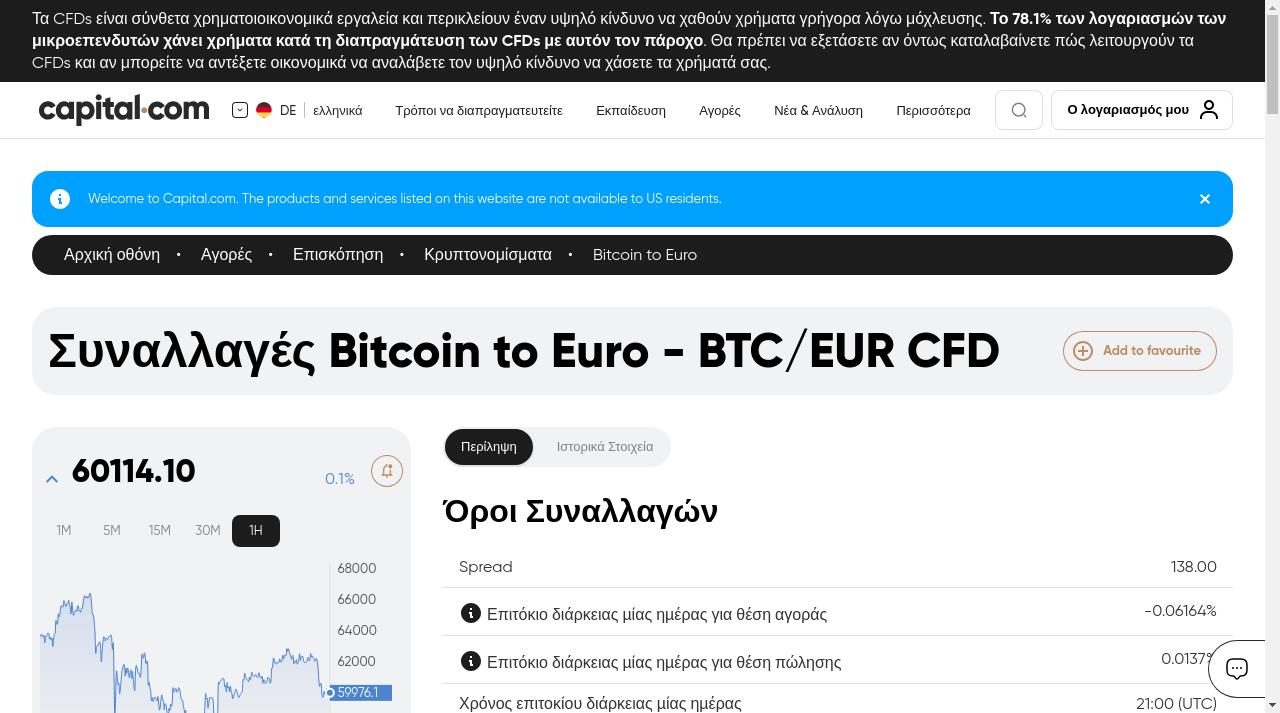 Τα CFDs είναι σύνθετα χρηματοιοικονομικά εργαλεία και περικλείουν έναν υψηλό κίνδυνο να χαθούν χρήματα γρήγορα λόγω μόχλευσης. Το 78.1% των λογαριασμών των
μικροεπενδυτών χάνει χρήματα κατά τη διαπραγμάτευση των CFDs με αυτόν τον πάροχο. Θα πρέπει να εξετάσετε αν όντως καταλαβαίνετε πώς λειτουργούν τα
CFDs και αν μπορείτε να αντέξετε οικονομικά να αναλάβετε τον υψηλό κίνδυνο να χάσετε τα χρήματά σας.
capital.com DE ελληνικά Τρόποι να διαπραγματευτείτε Εκπαίδευση Αγορές Νέα & Ανάλυση Περισσότερα Ο λογαριασμός μου
Welcome to Capital.com. The products and services listed on this website are not available to US residents.
Αρχική οθόνη • Αγορές • Επισκόπηση • Κρυπτονομίσματα • Bitcoin to Euro
Συναλλαγές Bitcoin to Euro - BTC/EUR CFD
Add to favourite
60114.10 0.1%
1M 5M 15M 30M 1H
68000
66000
64000
62000
59976.1
Περίληψη Ιστορικά Στοιχεία
Όροι Συναλλαγών
Spread 138.00
Επιτόκιο διάρκειας μίας ημέρας για θέση αγοράς -0.06164%
Επιτόκιο διάρκειας μίας ημέρας για θέση πώλησης 0.0137%
Χρόνος επιτοκίου διάρκειας μίας ημέρας 21:00 (UTC)